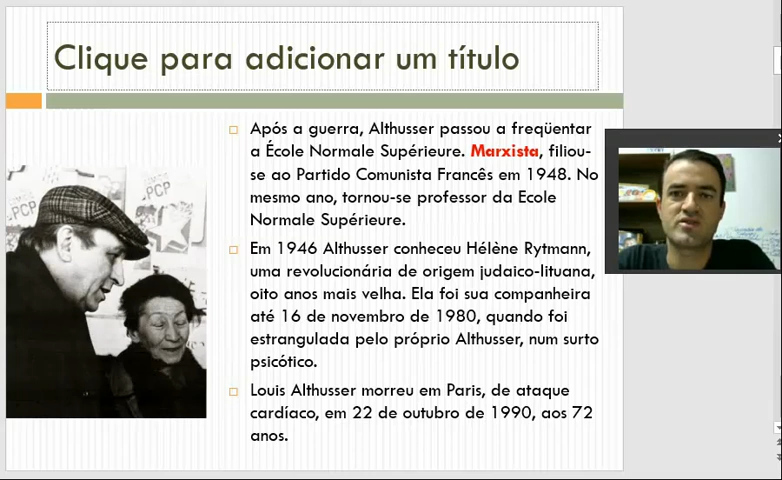 Clique para adicionar um título
Após a guerra, Althusser passou a freqüentar
a École Normale Supérieure. Marxista, filiou-
se ao Partido Comunista Francês em 1948. No
mesmo ano, tornou-se professor da Ecole
Normale Supérieure.
Em 1946 Althusser conheceu Hélène Rytmann,
uma revolucionária de origem judaico-lituana,
oito anos mais velha. Ela foi sua companheira
até 16 de novembro de 1980, quando foi
estrangulada pelo próprio Althusser, num surto
psicótico.
Louis Althusser morreu em Paris, de ataque
cardíaco, em 22 de outubro de 1990, aos 72
anos.
PCP
PCP